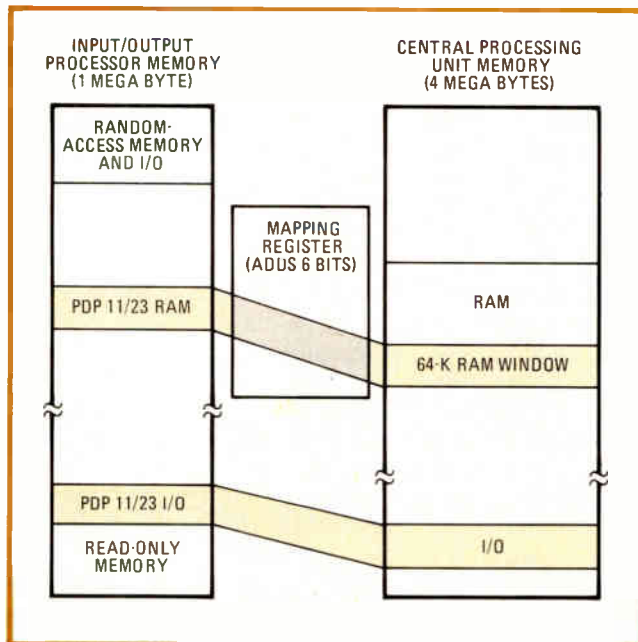 INPUT/OUTPUT
PROCESSOR MEMORY
(1 MEGA BYTE)
CENTRAL PROCESSING
UNIT MEMORY
(4 MEGA BYTES)
RANDOM-
ACCESS MEMORY
AND I/O
MAPPING
REGISTER
(ADDS 6 BITS)
PDP 11/23 RAM
RAM
64-K RAM WINDOW
PDP 11/23 I/O
I/O
READ-ONLY
MEMORY